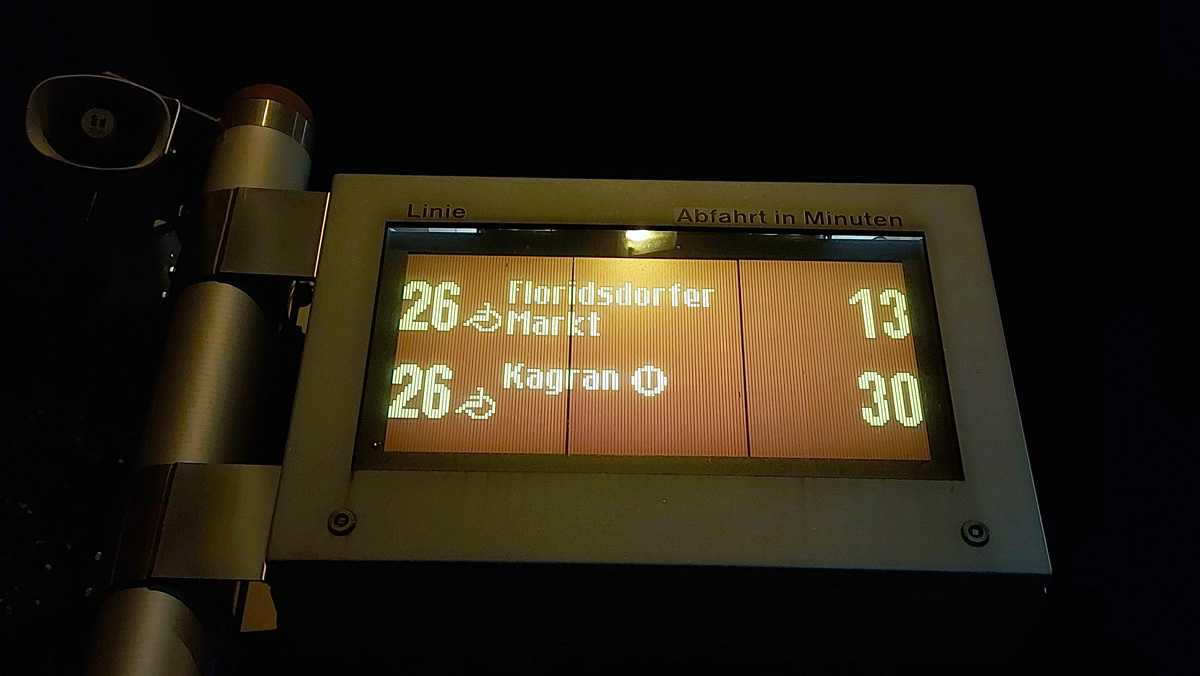 Linie Abfahrt in Minuten
26 Floridsdorfer 13
Markt
26 Kagran U 30